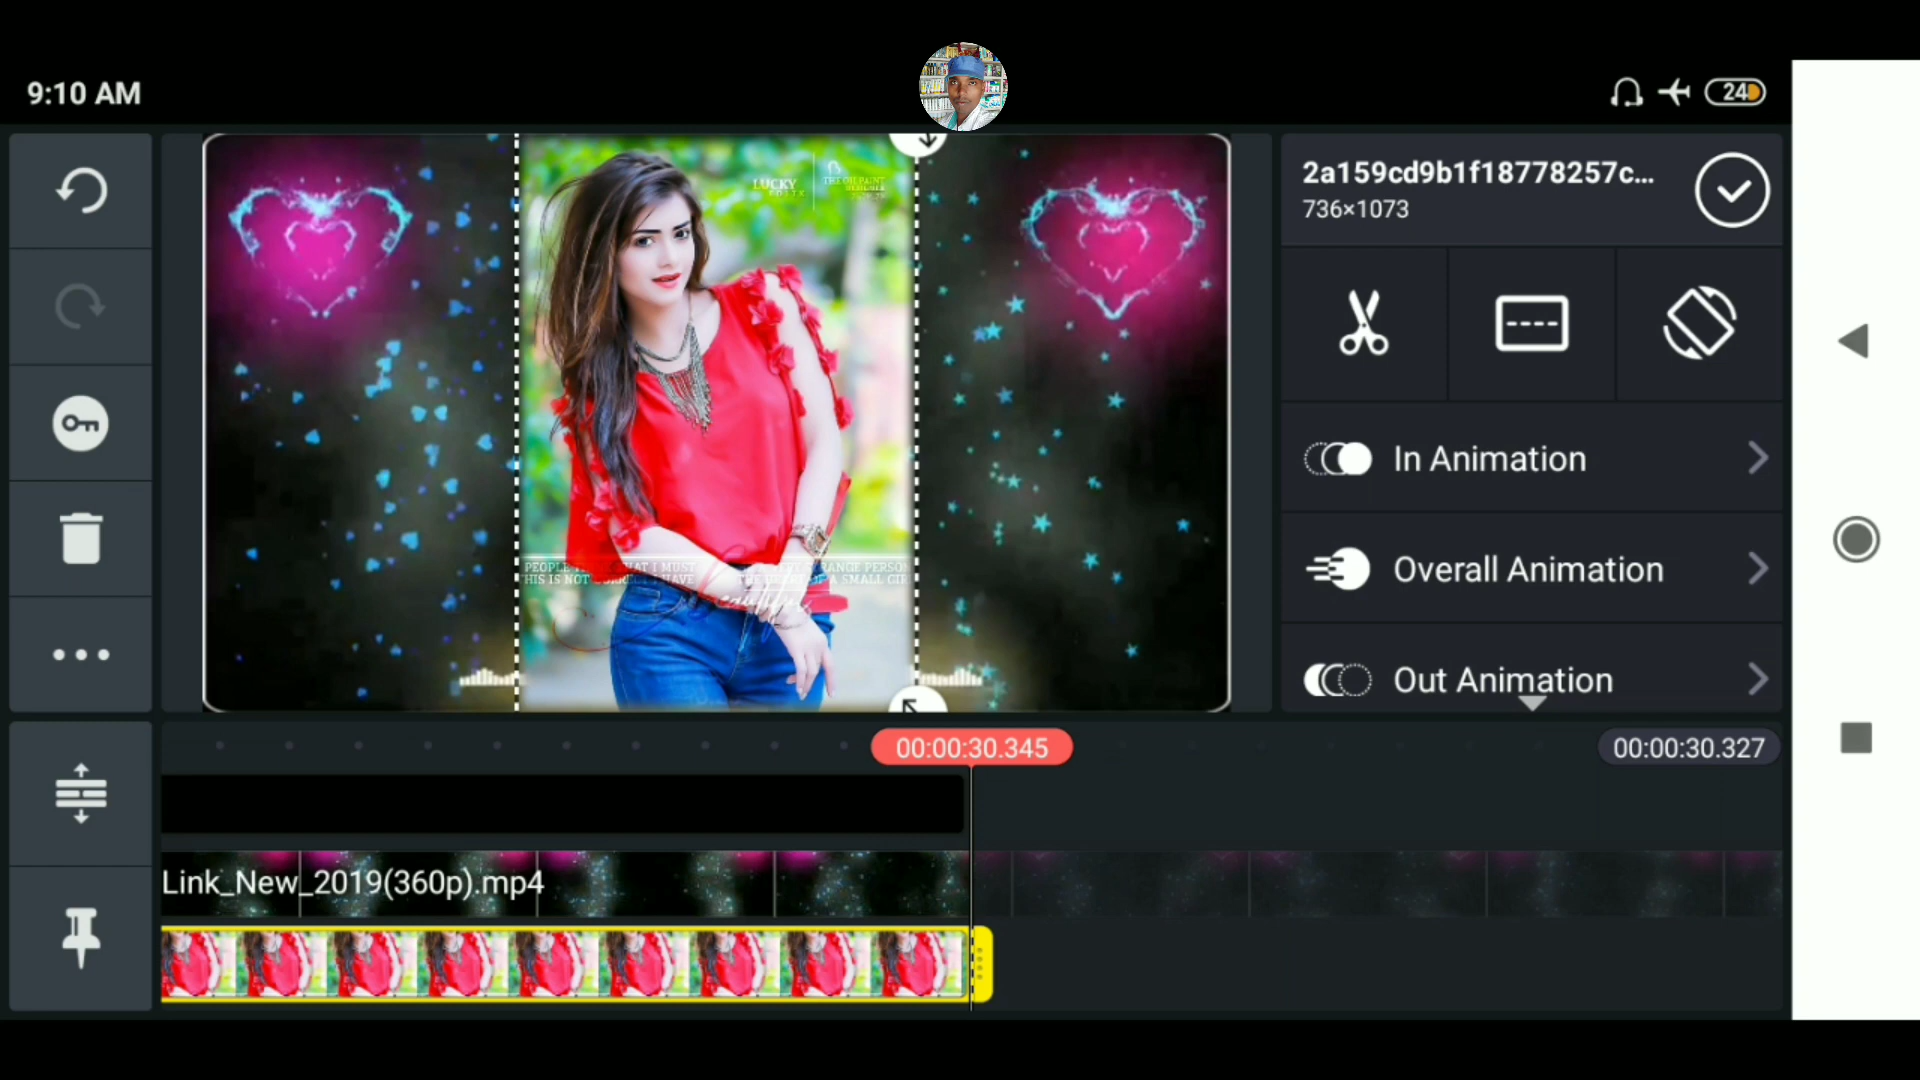 9:10 AM
24
2a159cd9b1f18778257c...
736×1073
LUCKY
In Animation
Overall Animation
Out Animation
00:00:30.345
00:00:30.327
Link_New_2019(360p).mp4